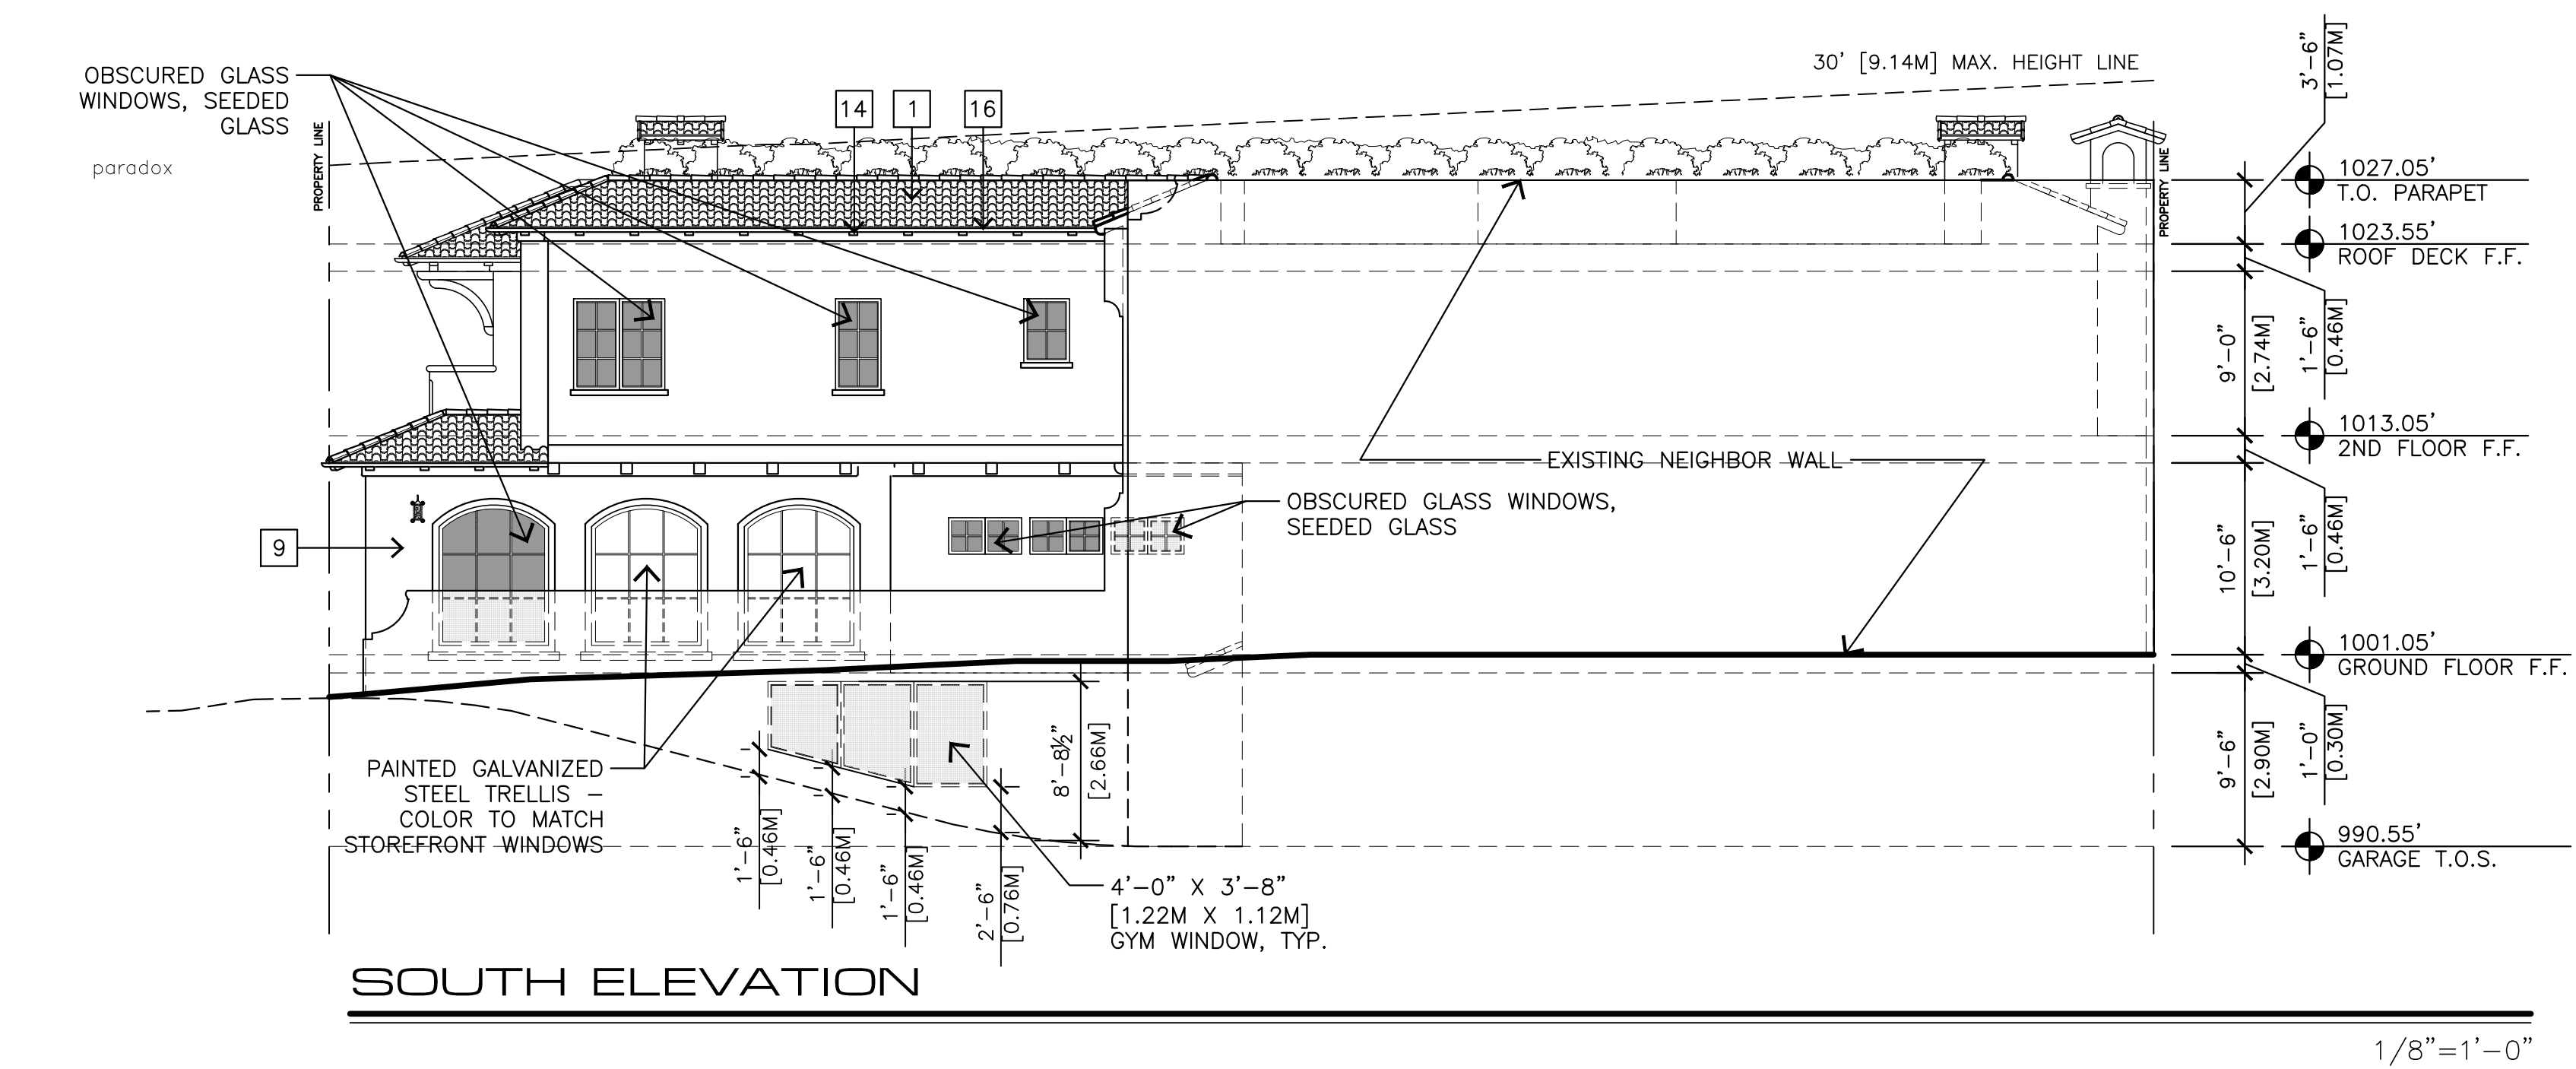 30' [9.14M] MAX. HEIGHT LINE
3'-6"
[1.07M]
OBSCURED GLASS
WINDOWS, SEEDED
GLASS
14
1
16
PROPERTY LINE
paradox
PROPERTY LINE
1027.05'
T.O. PARAPET
1023.55'
ROOF DECK F.F.
9'-0"
[2.74M]
1'-6"
[0.46M]
1013.05'
2ND FLOOR F.F.
EXISTING NEIGHBOR WALL
OBSCURED GLASS WINDOWS,
SEEDED GLASS
9
10'-6"
[3.20M]
1'-6"
[0.46M]
1001.05'
GROUND FLOOR F.F.
PAINTED GALVANIZED
STEEL TRELLIS –
COLOR TO MATCH
STOREFRONT WINDOWS
8'-8½"
[2.66M]
9'-6"
[2.90M]
1'-0"
[0.30M]
990.55'
GARAGE T.O.S.
1'-6"
[0.46M]
1'-6"
[0.46M]
1'-6"
[0.46M]
2'-6"
[0.76M]
4'-0" X 3'-8"
[1.22M X 1.12M]
GYM WINDOW, TYP.
SOUTH ELEVATION
1/8"=1'-0"